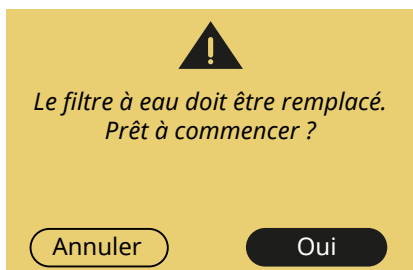 Le filtre à eau doit être remplacé.
Prêt à commencer ?
Annuler
Oui